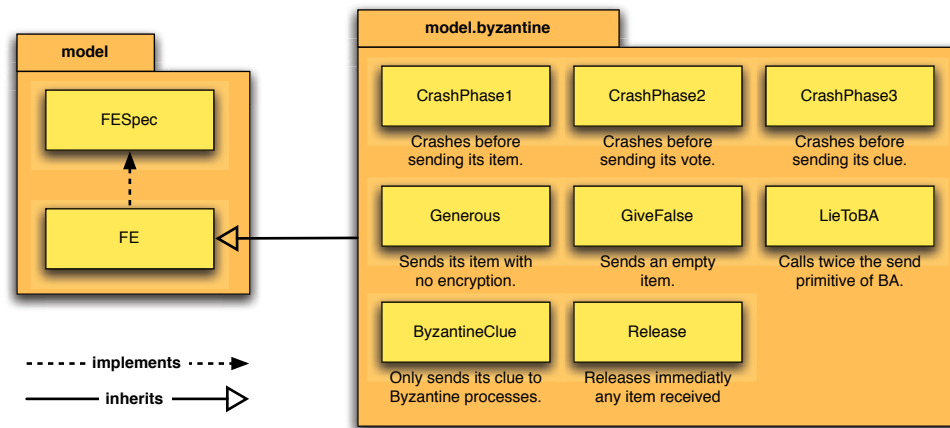 model
FESpec
FE
implements
inherits
model.byzantine
CrashPhase1
Crashes before
sending its item.
CrashPhase2
Crashes before
sending its vote.
CrashPhase3
Crashes before
sending its clue.
Generous
Sends its item with
no encryption.
GiveFalse
Sends an empty
item.
LieToBA
Calls twice the send
primitive of BA.
ByzantineClue
Only sends its clue to
Byzantine processes.
Release
Releases immediatly
any item received